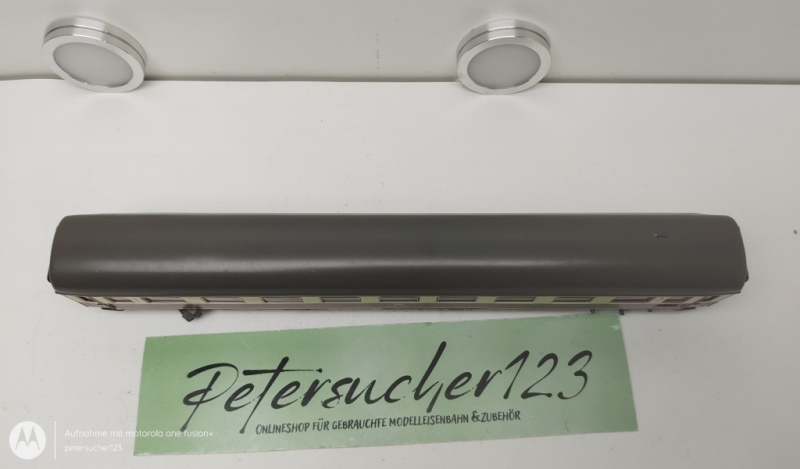 Petersucher123
ONLINESHOP FÜR GEBRAUCHTE MODELLEISENBAHN & ZUBEHÖR
Aufnahme mit motorola one fusion+
petersucher123